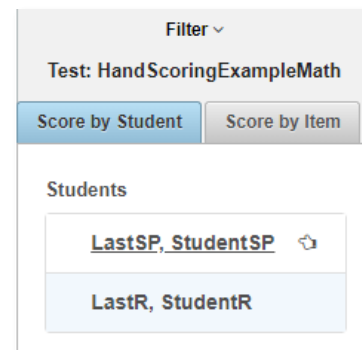 Filter
Test: HandScoringExampleMath
Score by Student Score by Item
Students
LastSP, StudentSP
LastR, StudentR